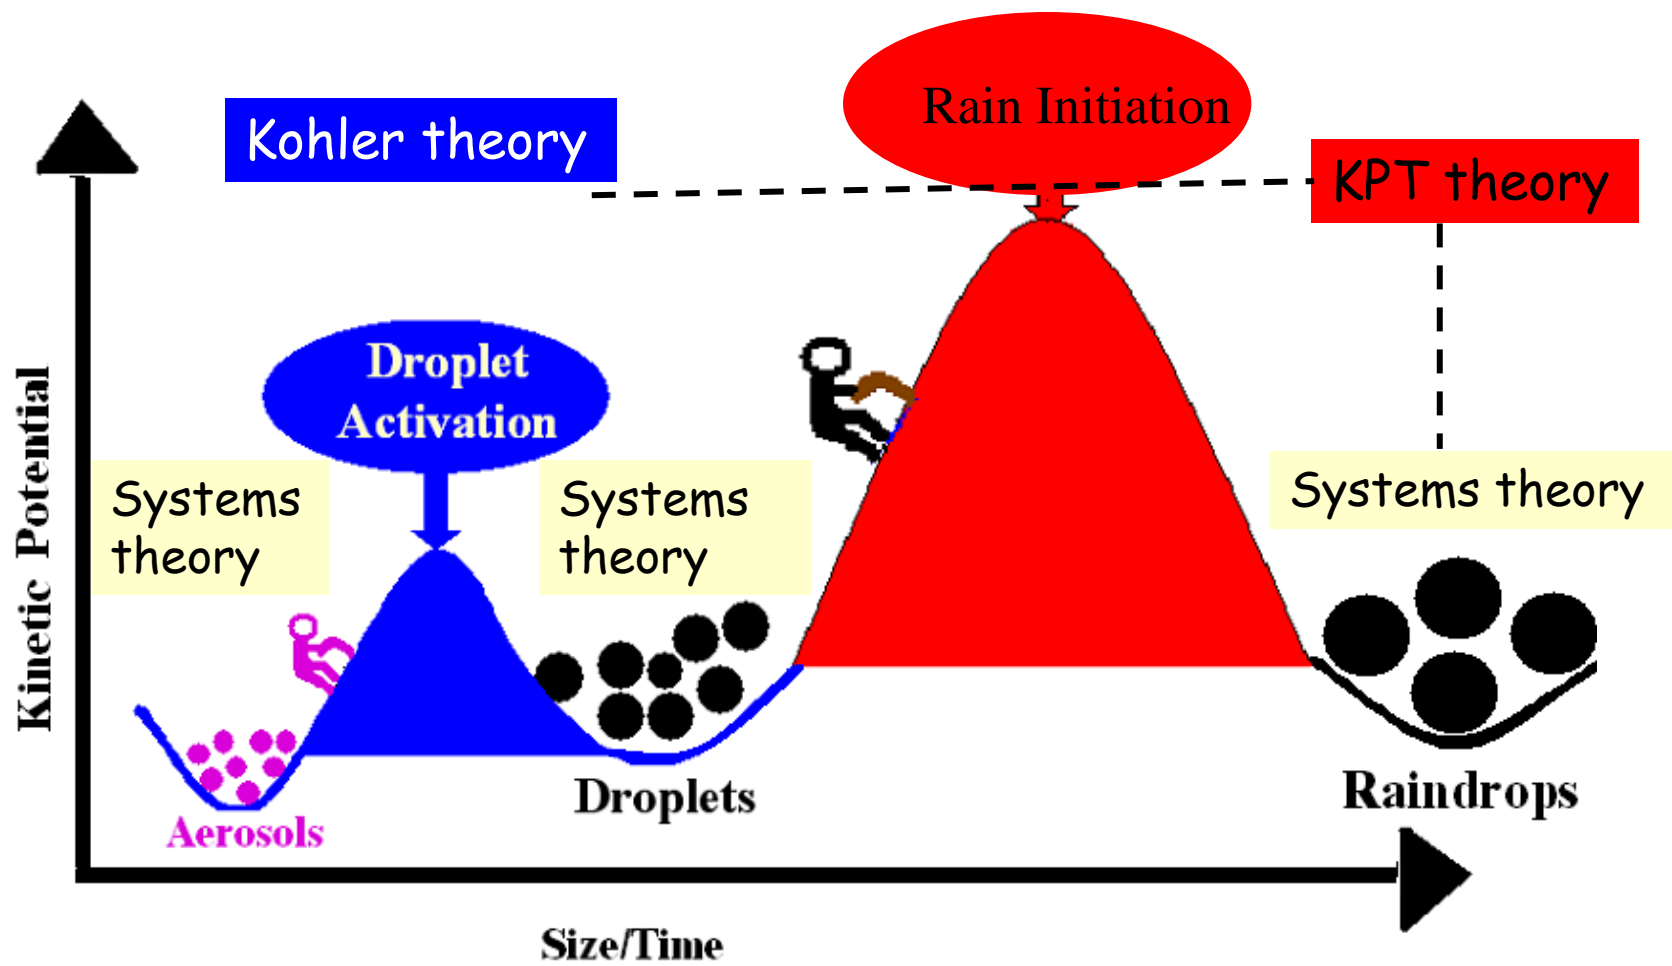 Rain Initiation
Kohler theory
KPT theory
Droplet
Activation
Systems
theory
Systems
theory
Systems theory
Kinetic Potential
Aerosols
Droplets
Raindrops
Size/Time